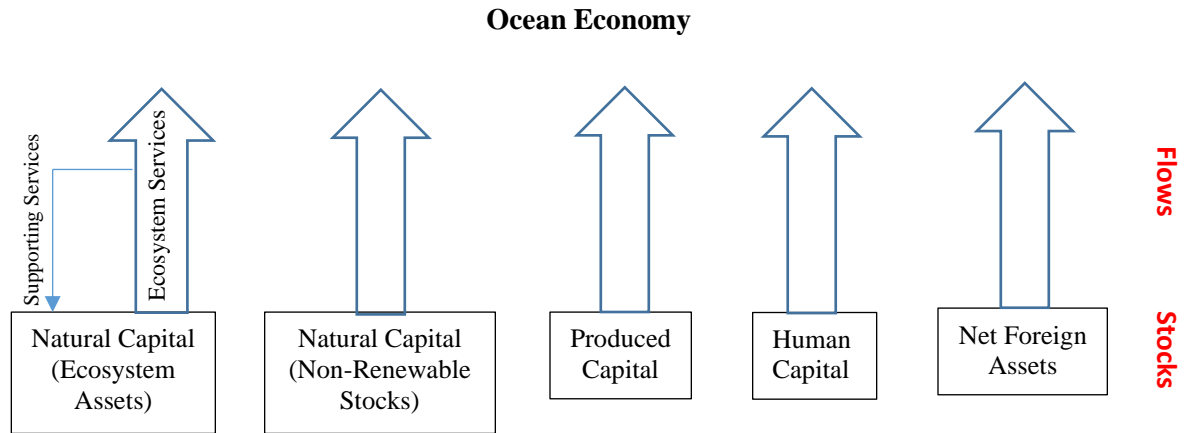 Ocean Economy
Supporting Services
Ecosystem Services
Flows
Natural Capital
(Ecosystem
Assets)
Natural Capital
(Non-Renewable
Stocks)
Produced
Capital
Human
Capital
Net Foreign
Assets
Stocks